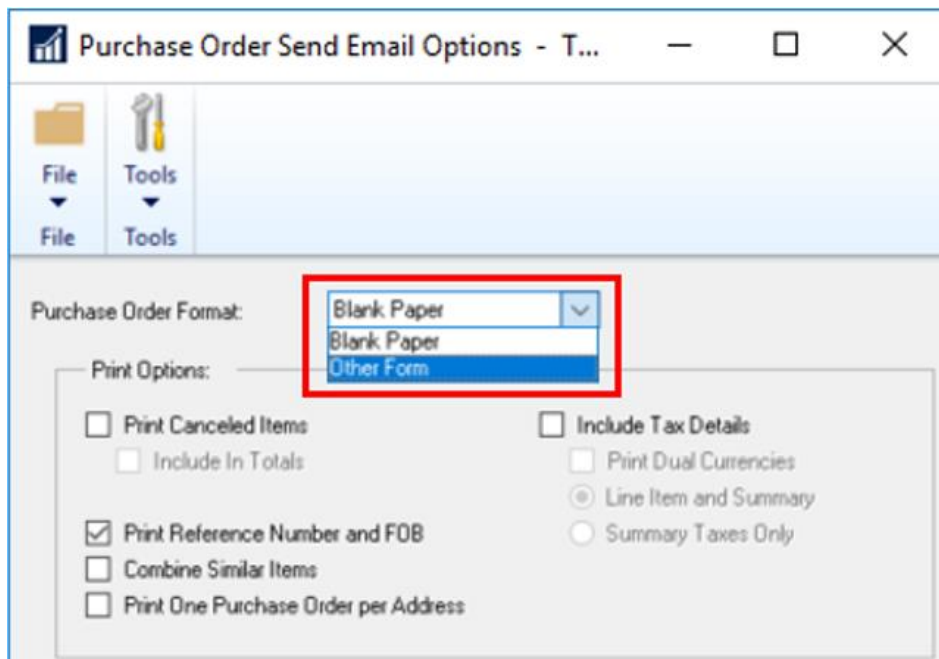 Purchase Order Send Email Options - T...
File Tools
File Tools
Purchase Order Format: Blank Paper
Blank Paper
Other Form
Print Options:
Print Canceled Items Include Tax Details
Include In Totals Print Dual Currencies
Line Item and Summary
Print Reference Number and FOB Summary Taxes Only
Combine Similar Items
Print One Purchase Order per Address